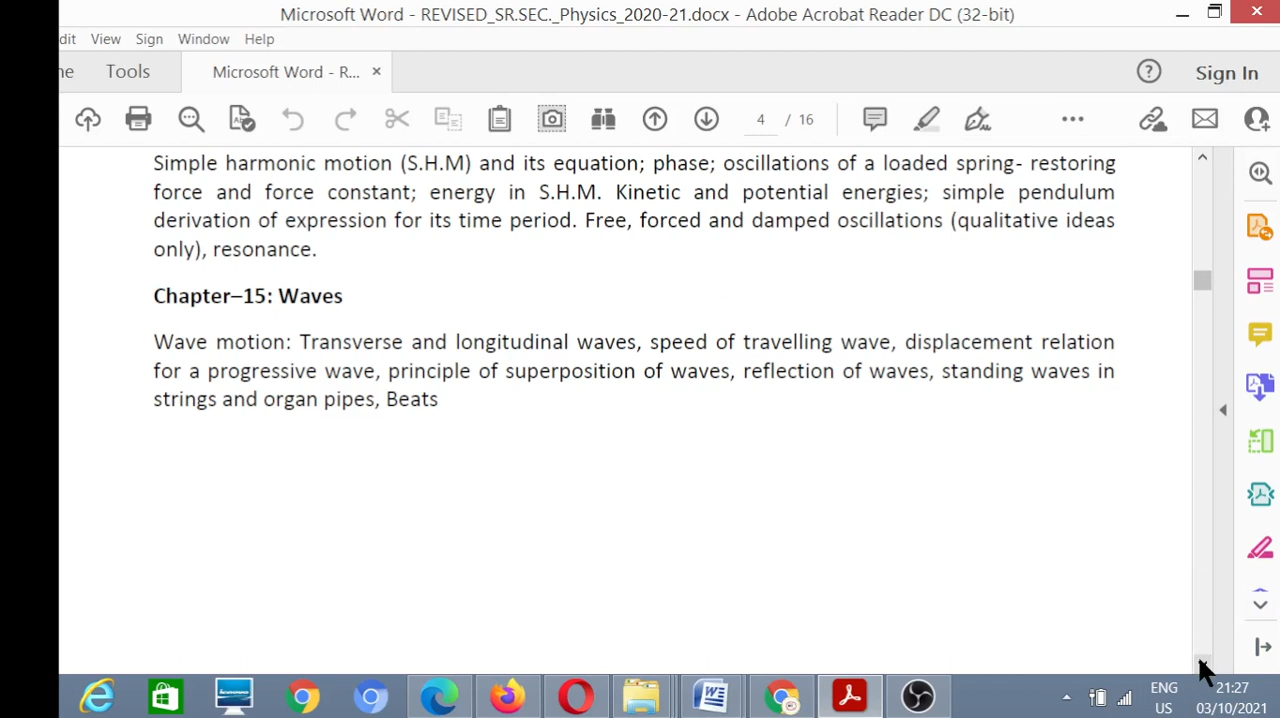 Microsoft Word - REVISED_SR.SEC._Physics_2020-21.docx - Adobe Acrobat Reader DC (32-bit)
dit View Sign Window Help
ne Tools Microsoft Word - R... × Sign In
4 / 16
Simple harmonic motion (S.H.M) and its equation; phase; oscillations of a loaded spring- restoring
force and force constant; energy in S.H.M. Kinetic and potential energies; simple pendulum
derivation of expression for its time period. Free, forced and damped oscillations (qualitative ideas
only), resonance.
Chapter–15: Waves
Wave motion: Transverse and longitudinal waves, speed of travelling wave, displacement relation
for a progressive wave, principle of superposition of waves, reflection of waves, standing waves in
strings and organ pipes, Beats
ENG 21:27
US 03/10/2021